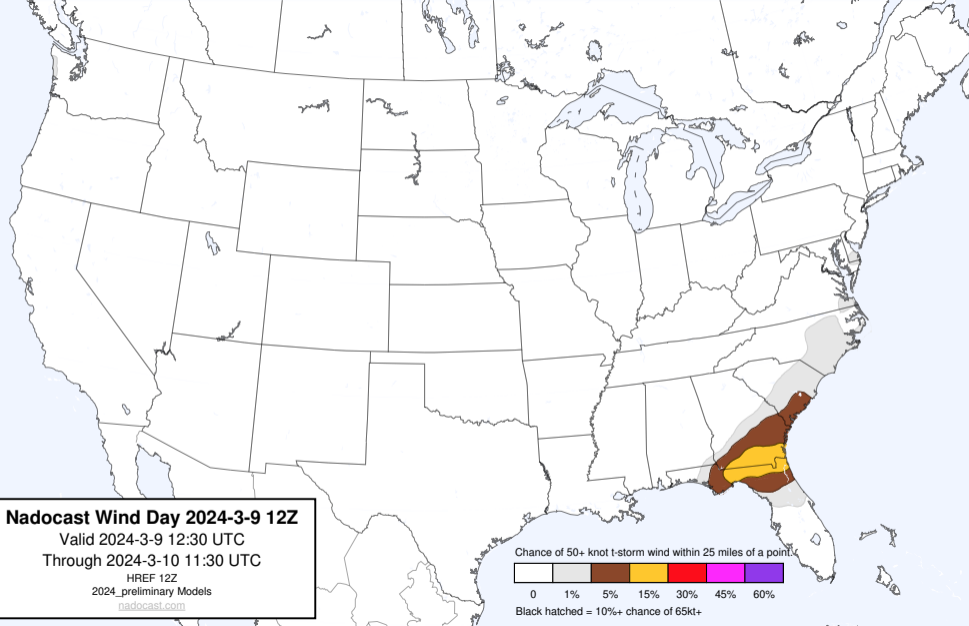 Nadocast Wind Day 2024-3-9 12Z
Valid 2024-3-9 12:30 UTC
Through 2024-3-10 11:30 UTC
HREF 12Z
2024_preliminary Models
nadocast.com
Chance of 50+ knot t-storm wind within 25 miles of a point.
0 1% 5% 15% 30% 45% 60%
Black hatched = 10%+ chance of 65kt+